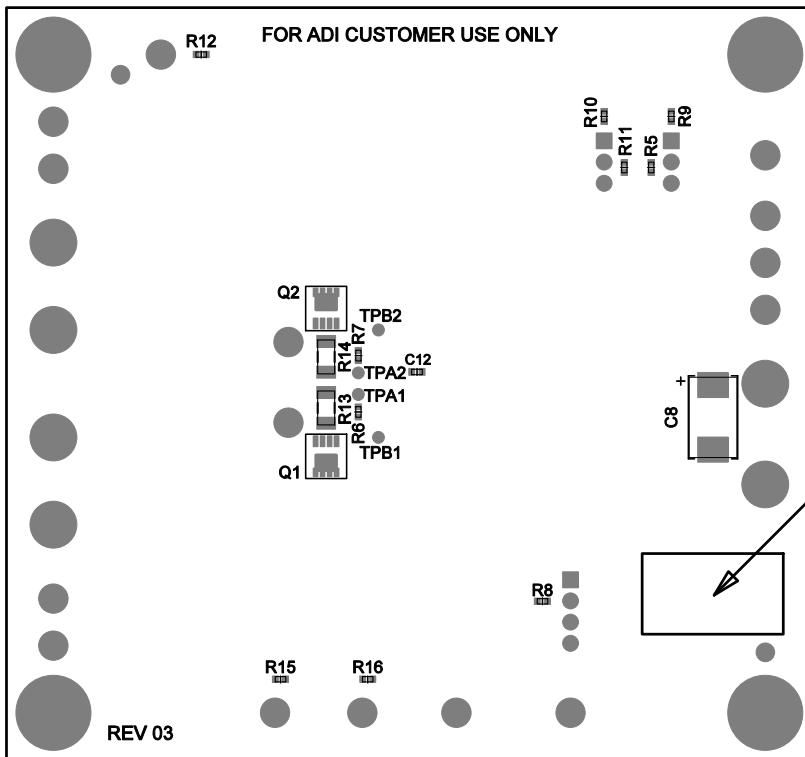 FOR ADI CUSTOMER USE ONLY
R12
R10
R9
R11
R5
Q2
TPB2
R7
R14
C12
TPA2
TPA1
R13
R6
TPB1
Q1
+
C8
R8
R15
R16
REV 03